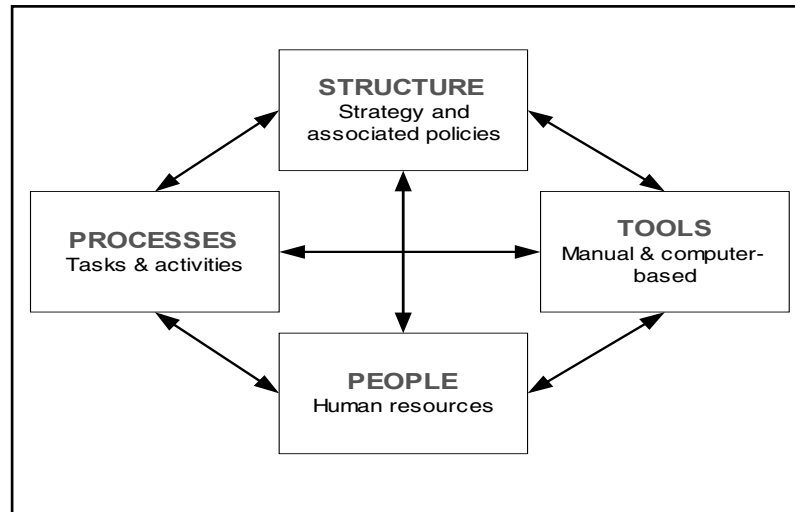 STRUCTURE
Strategy and
associated policies
PROCESSES
Tasks & activities
TOOLS
Manual & computer-
based
PEOPLE
Human resources